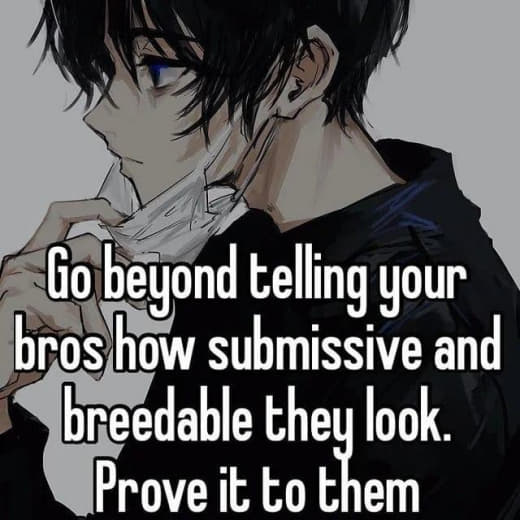 Go beyond telling your
bros how submissive and
breedable they look.
Prove it to them